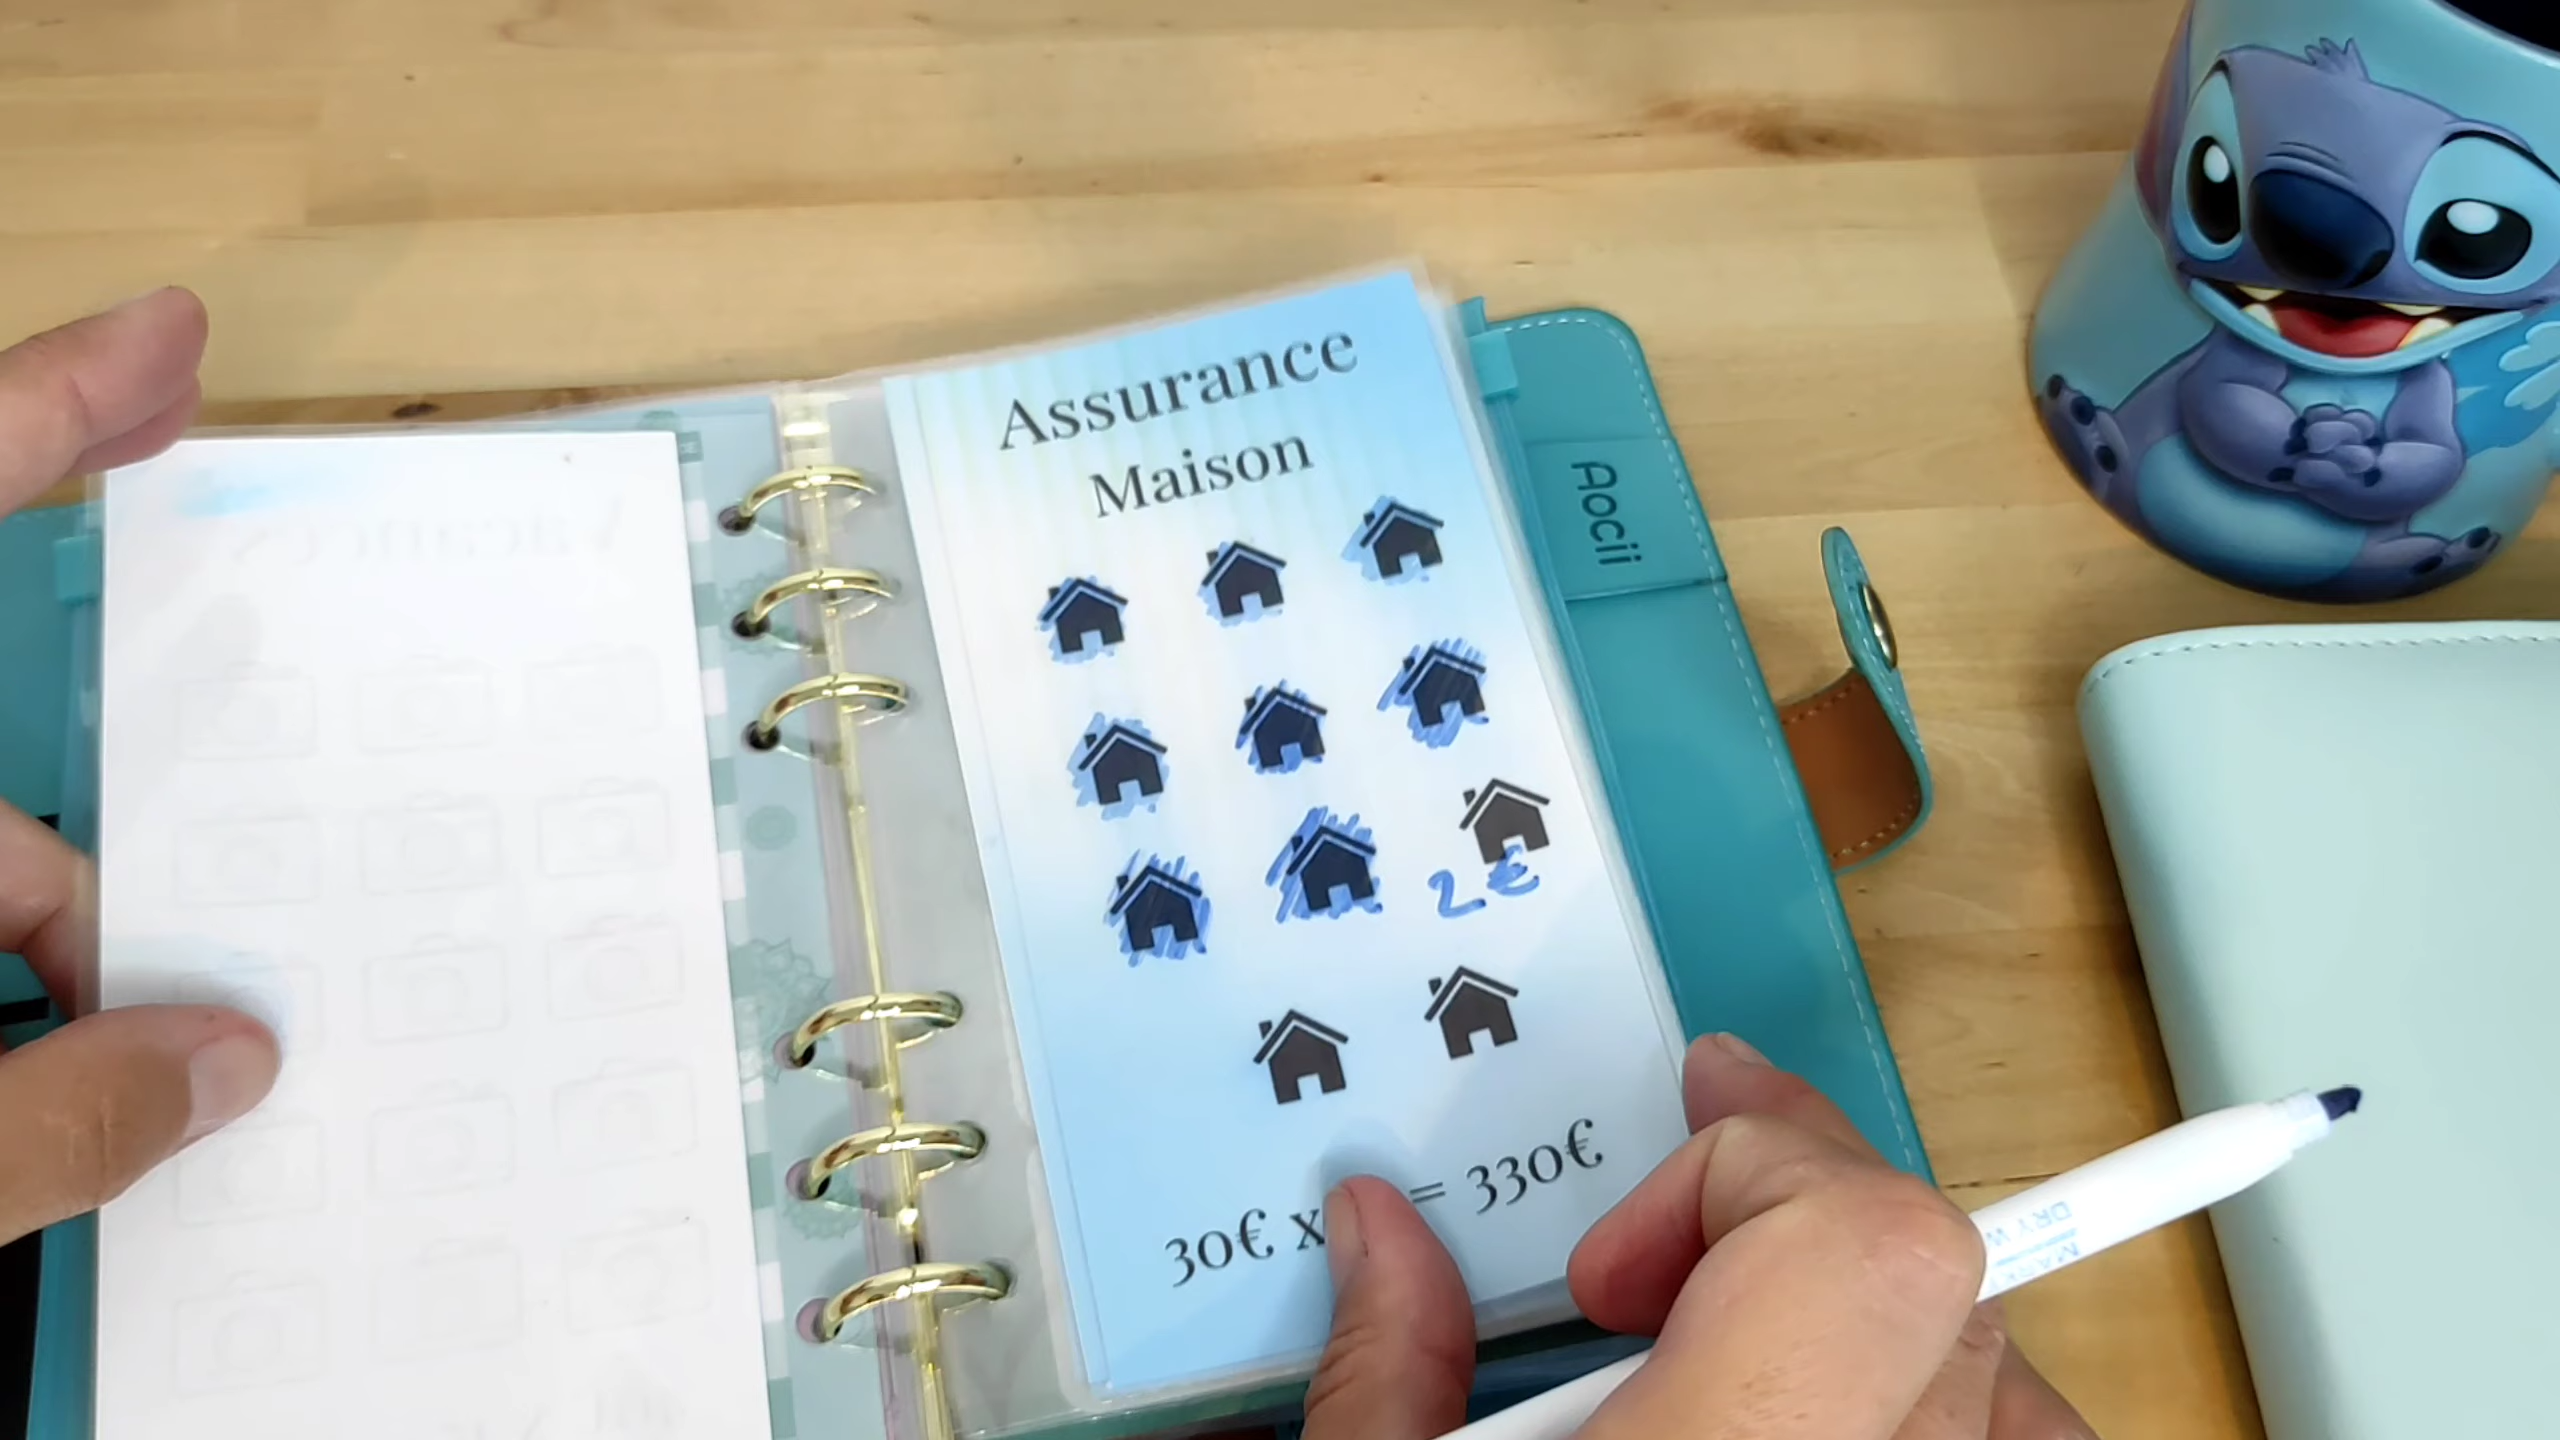 Assurance
Maison
2€
30€ x = 330€
Aocii